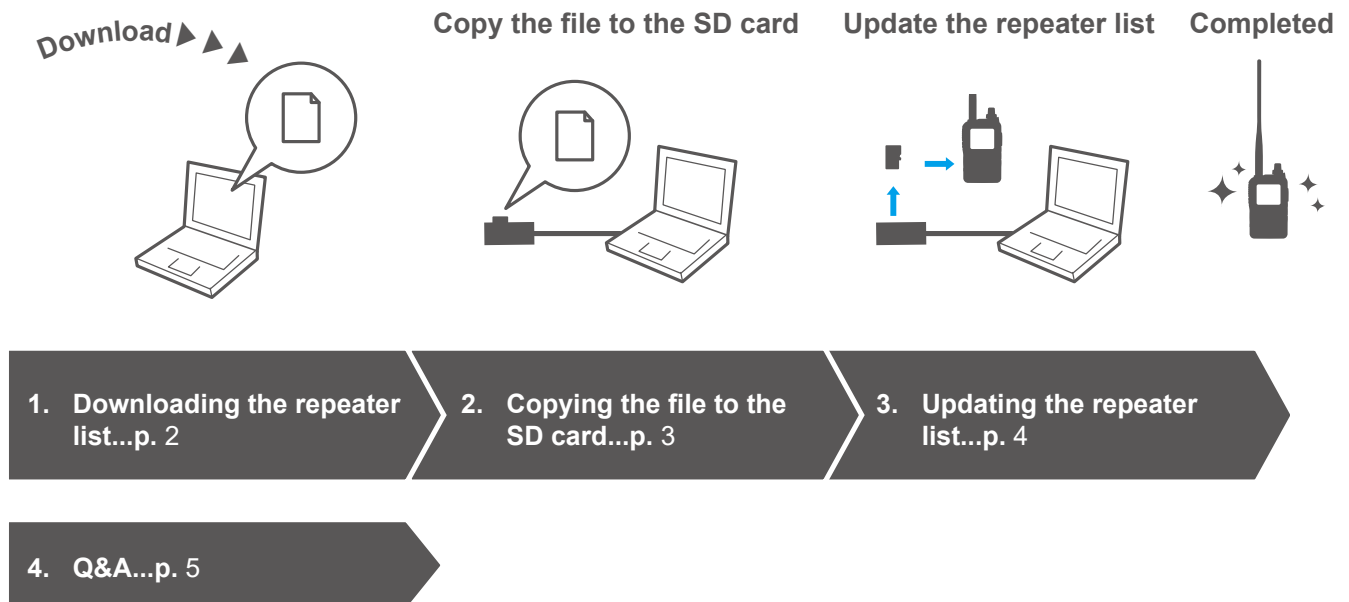 Download
Copy the file to the SD card
Update the repeater list
Completed
1. Downloading the repeater
list...p. 2
2. Copying the file to the
SD card...p. 3
3. Updating the repeater
list...p. 4
4. Q&A...p. 5